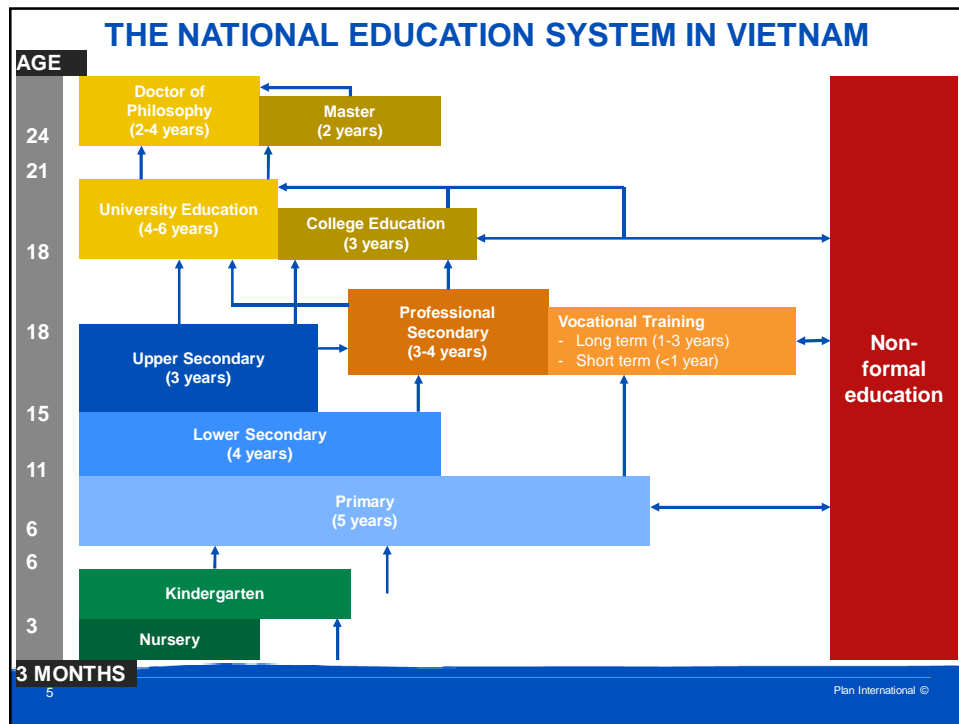 THE NATIONAL EDUCATION SYSTEM IN VIETNAM
AGE
Doctor of
Philosophy
(2-4 years)
Master
(2 years)
24
21
University Education
(4-6 years)
College Education
(3 years)
18
Professional
Secondary
(3-4 years)
Vocational Training
- Long term (1-3 years)
- Short term (<1 year)
18
Upper Secondary
(3 years)
Non-
formal
education
15
Lower Secondary
(4 years)
11
Primary
(5 years)
6
6
Kindergarten
3
Nursery
3 MONTHS
5
Plan International ©